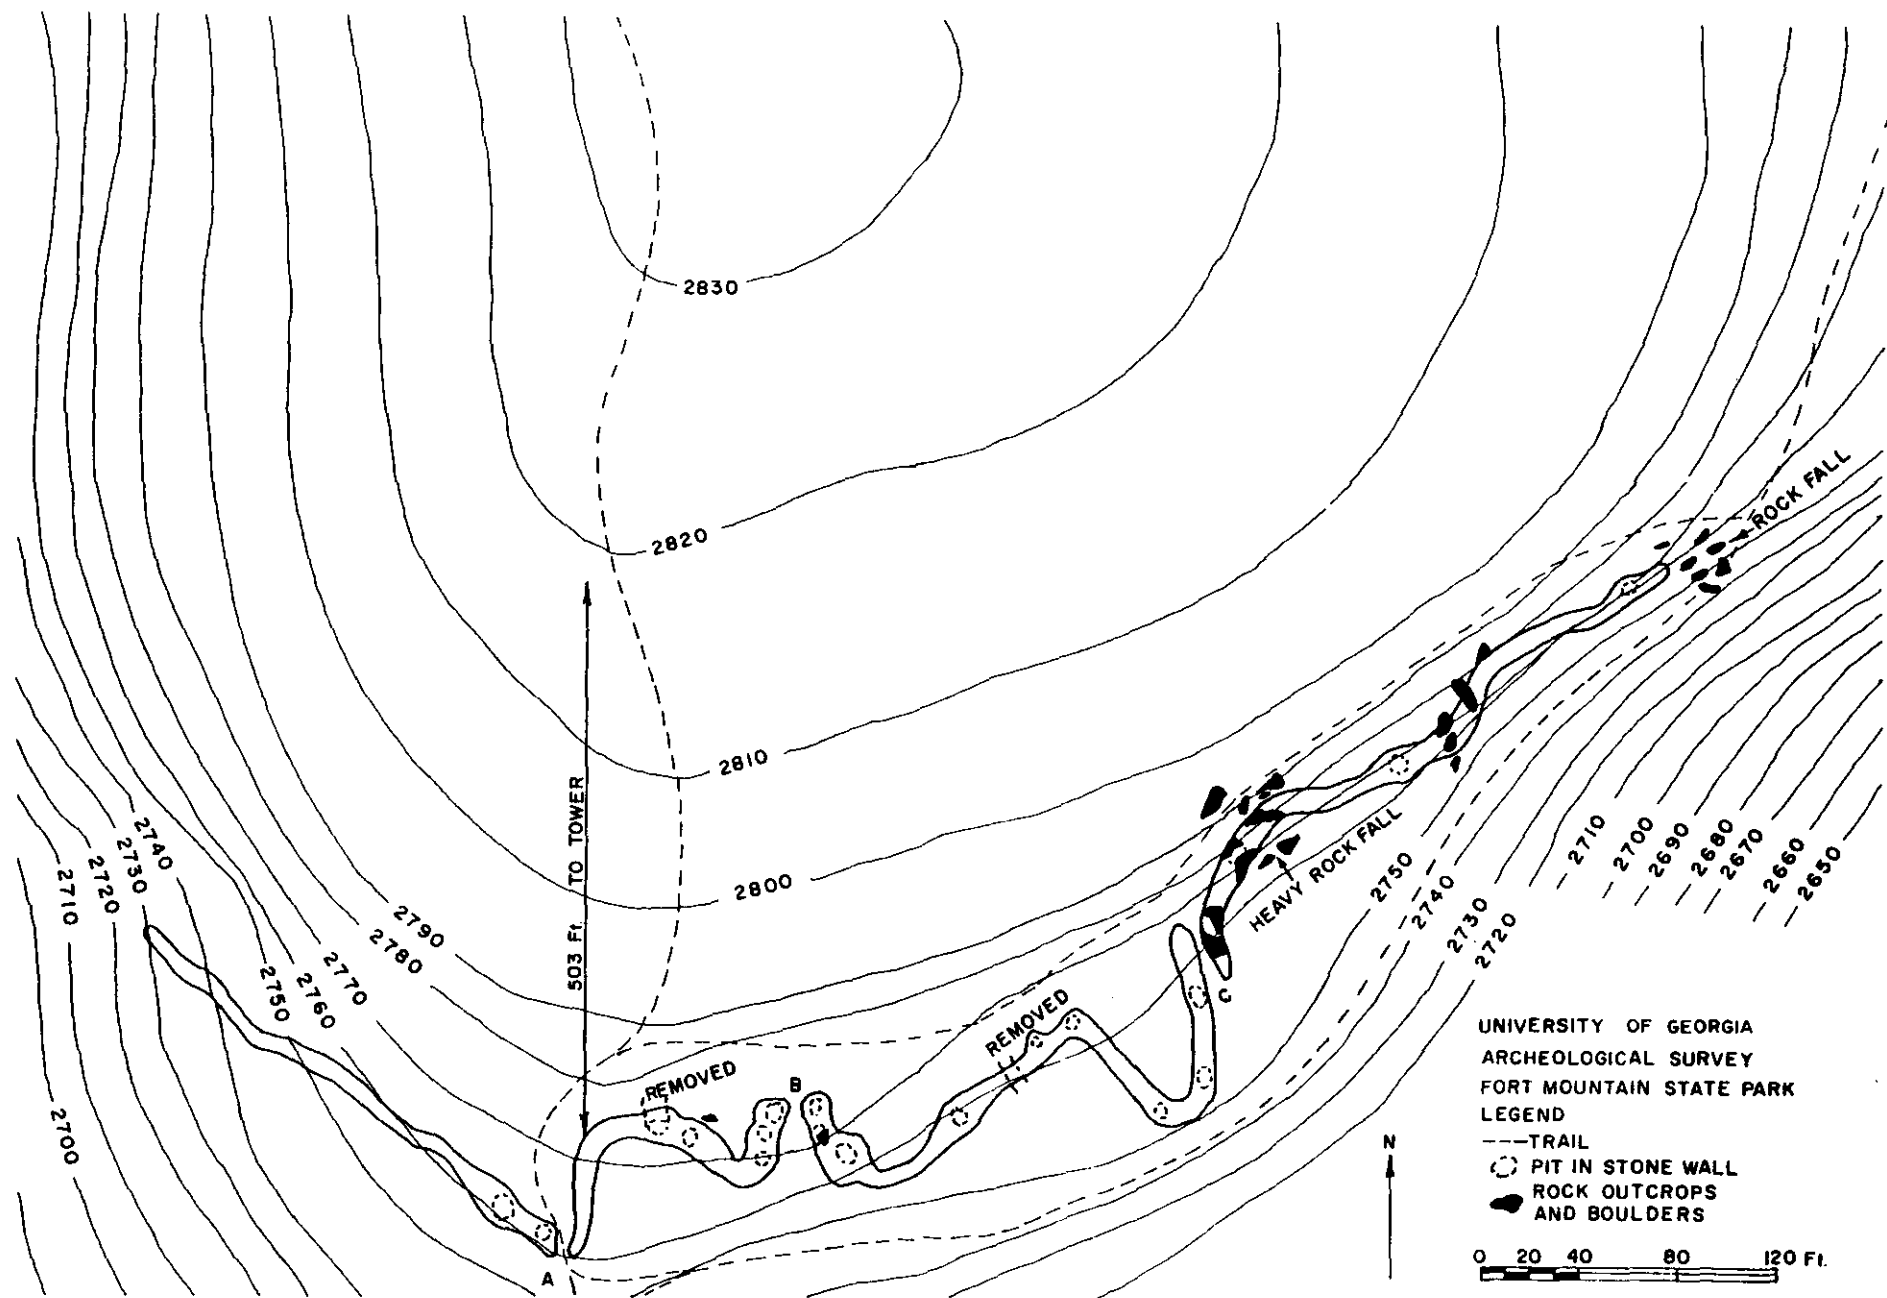 2830
2820
2810
2800
503 Ft. TO TOWER
ROCK FALL
HEAVY ROCK FALL
2740
2730
2720
2710
2700
2790
2780
2770
2760
2750
REMOVED
B
REMOVED
C
A
2750
2740
2730
2720
2710
2700
2690
2680
2670
2660
2650
UNIVERSITY OF GEORGIA
ARCHEOLOGICAL SURVEY
FORT MOUNTAIN STATE PARK
LEGEND
TRAIL
PIT IN STONE WALL
ROCK OUTCROPS
AND BOULDERS
N
0 20 40 80 120 Ft.